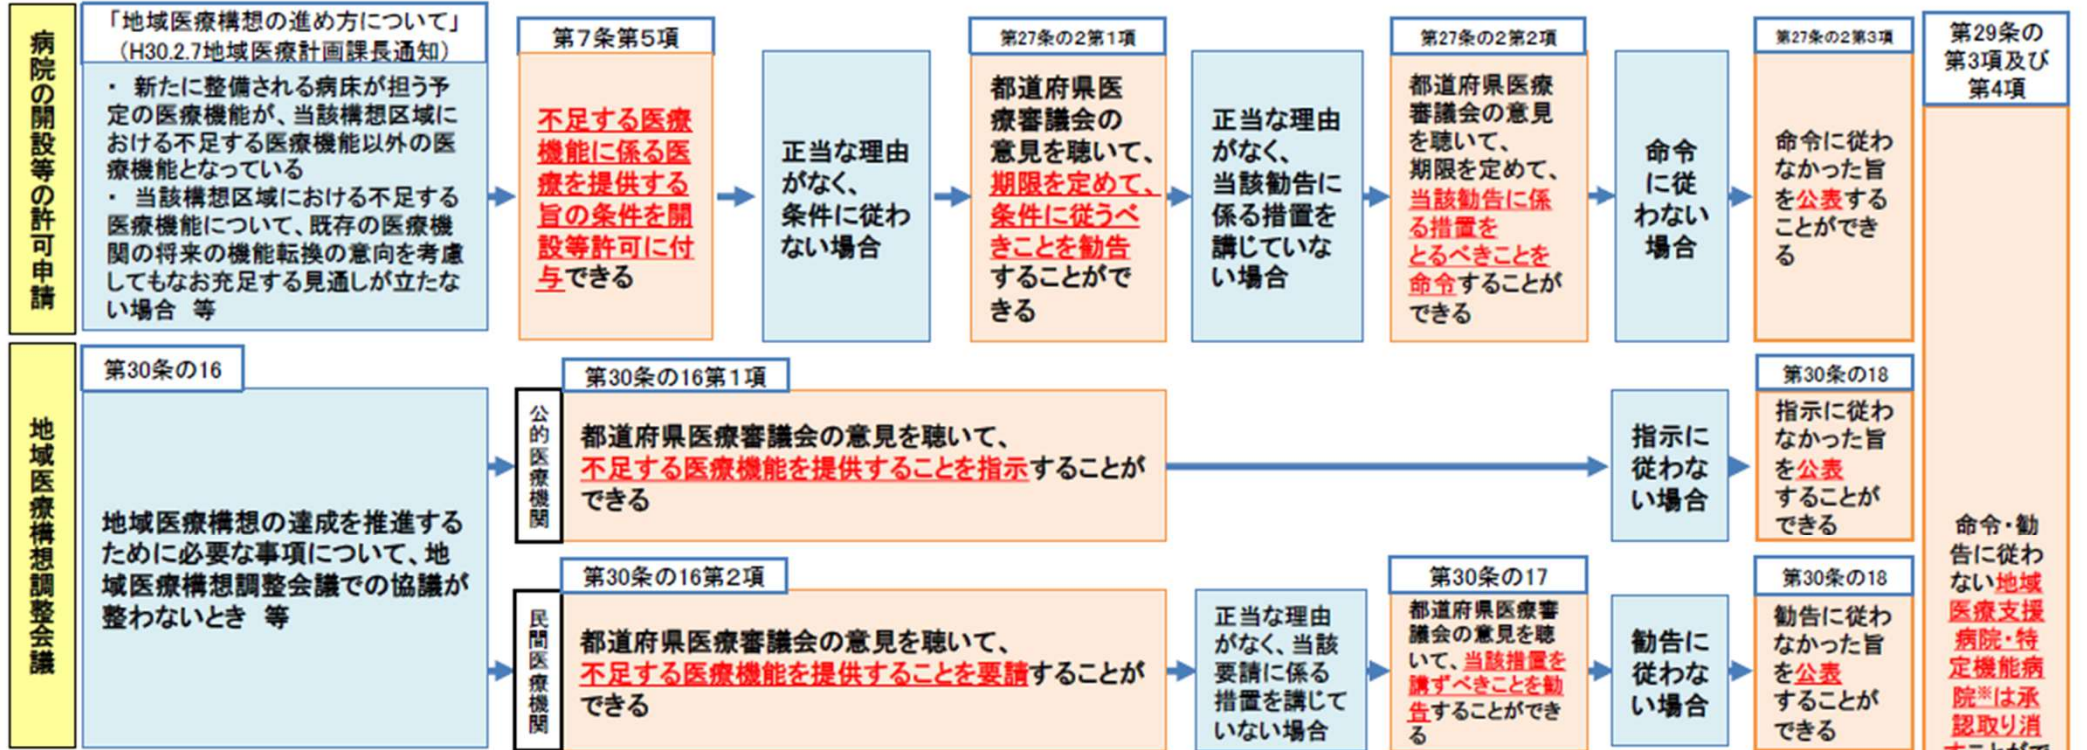 病院の開設等の許可申請
「地域医療構想の進め方について」
(H30.2.7地域医療計画課長通知)
・ 新たに整備される病床が担う予
定の医療機能が、当該構想区域に
おける不足する医療機能以外の医
療機能となっている
・ 当該構想区域における不足する
医療機能について、既存の医療機
関の将来の機能転換の意向を考慮
してもなお充足する見通しが立たな
い場合 等
第7条第5項
不足する医療
機能に係る医
療を提供する
旨の条件を開
設等許可に付
与できる
正当な理由
がなく、
条件に従わ
ない場合
第27条の2第1項
都道府県医
療審議会の
意見を聴いて、
期限を定めて、
条件に従うべ
きことを勧告
することがで
きる
正当な理由
がなく、
当該勧告に
係る措置を
講じていな
い場合
第27条の2第2項
都道府県医療
審議会の意見
を聴いて、
期限を定めて、
当該勧告に係
る措置を
とるべきことを
命令することが
できる
命令
に従
わない
場合
第27条の2第3項
命令に従わ
なかった旨
を公表する
ことができ
る
第29条の
第3項及び
第4項
命令・勧
告に従わ
ない地域
医療支援
病院・特
定機能病
院※は承
認取り消
すことがで
地域医療構想調整会議
第30条の16
地域医療構想の達成を推進する
ために必要な事項について、地
域医療構想調整会議での協議が
整わないとき 等
公的医療機関
第30条の16第1項
都道府県医療審議会の意見を聴いて、
不足する医療機能を提供することを指示することが
できる
指示に
従わな
い場合
第30条の18
指示に従わ
なかった旨
を公表
することが
できる
民間医療機関
第30条の16第2項
都道府県医療審議会の意見を聴いて、
不足する医療機能を提供することを要請することが
できる
正当な理由
がなく、当該
要請に係る
措置を講じて
いない場合
第30条の17
都道府県医療審
議会の意見を聴
いて、当該措置を
講ずべきことを勧
告することができ
る
勧告に
従わな
い場合
第30条の18
勧告に従わ
なかった旨
を公表
することが
できる